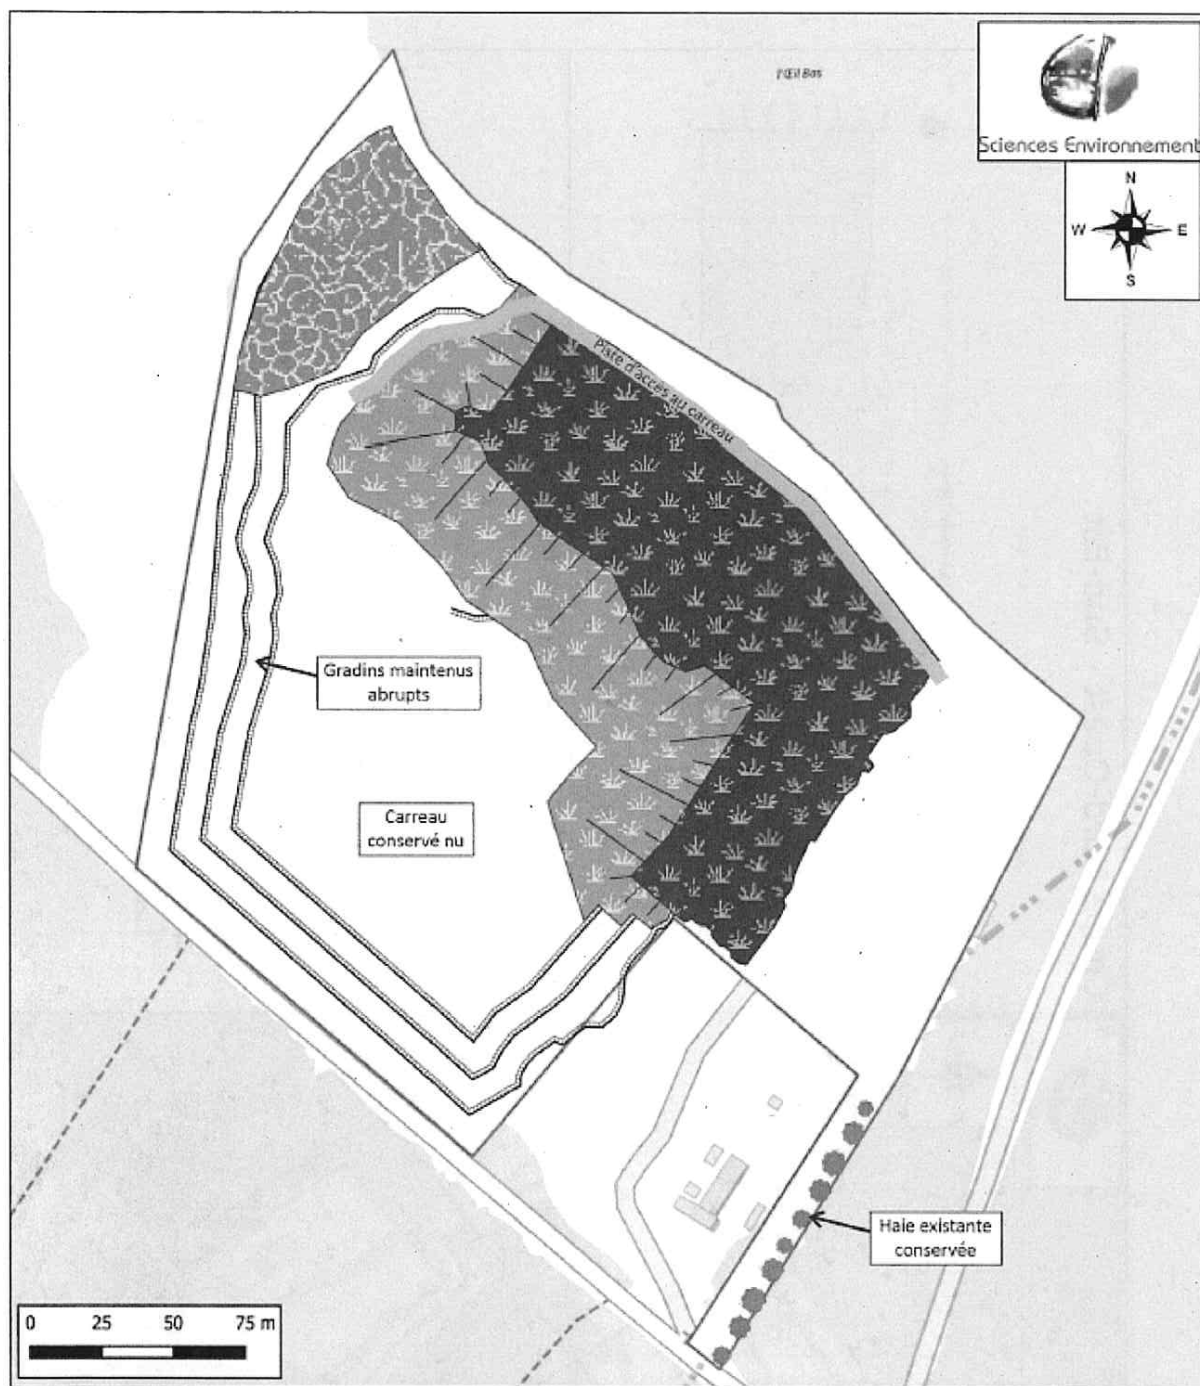 l'Œil Bas
Sciences Environnement
N
W E
S
Piste d'accès au carreau
Gradins maintenus
abrupts
Carreau
conservé nu
Haie existante
conservée
0 25 50 75 m